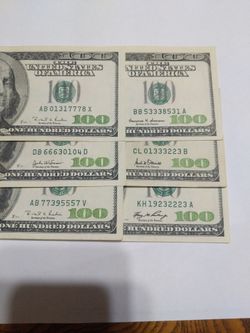 UNITED STATES
OF AMERICA
AB 01317778 X
100
ONE HUNDRED DOLLARS
UNITED STATES
OF AMERICA
BB 53338531 A
100
ONE HUNDRED DOLLARS
DB 66630104 D
100
ONE HUNDRED DOLLARS
CL 01333223 B
100
ONE HUNDRED DOLLARS
AB 77395557 V
100
ONE HUNDRED DOLLARS
KH 19232223 A
100
ONE HUNDRED DOLLARS